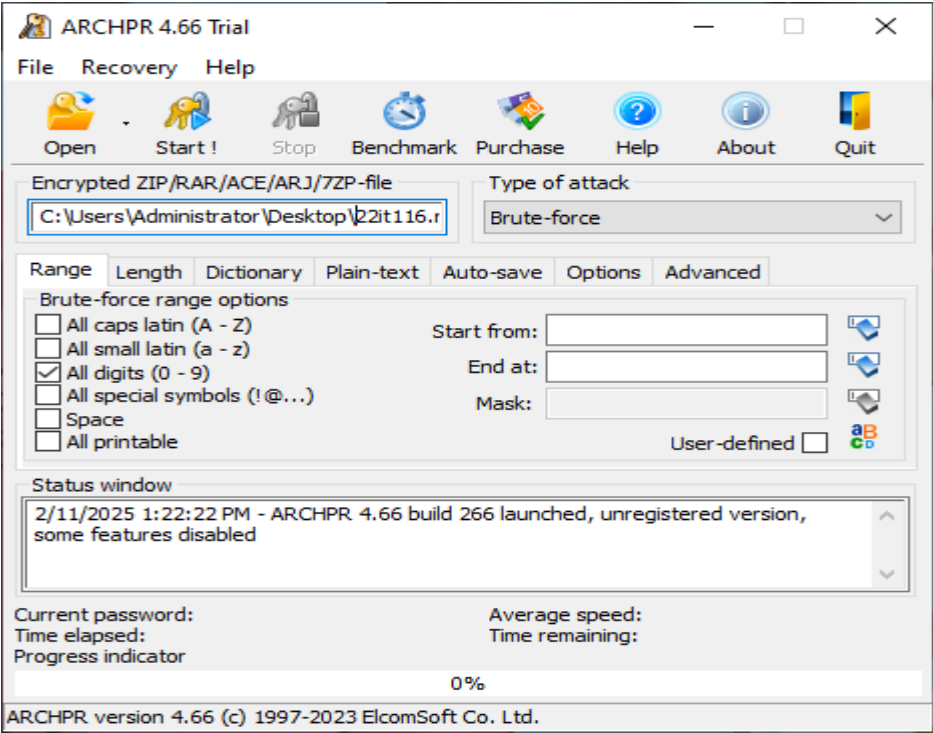 ARCHPR 4.66 Trial
File Recovery Help
Open Start ! Stop Benchmark Purchase Help About Quit
Encrypted ZIP/RAR/ACE/ARJ/7ZP-file
C:\Users\Administrator\Desktop\22it116.r
Type of attack
Brute-force
Range Length Dictionary Plain-text Auto-save Options Advanced
Brute-force range options
All caps latin (A - Z)
All small latin (a - z)
All digits (0 - 9)
All special symbols (!@...)
Space
All printable
Start from:
End at:
Mask:
User-defined
Status window
2/11/2025 1:22:22 PM - ARCHPR 4.66 build 266 launched, unregistered version,
some features disabled
Current password:
Time elapsed:
Average speed:
Time remaining:
Progress indicator
0%
ARCHPR version 4.66 (c) 1997-2023 ElcomSoft Co. Ltd.